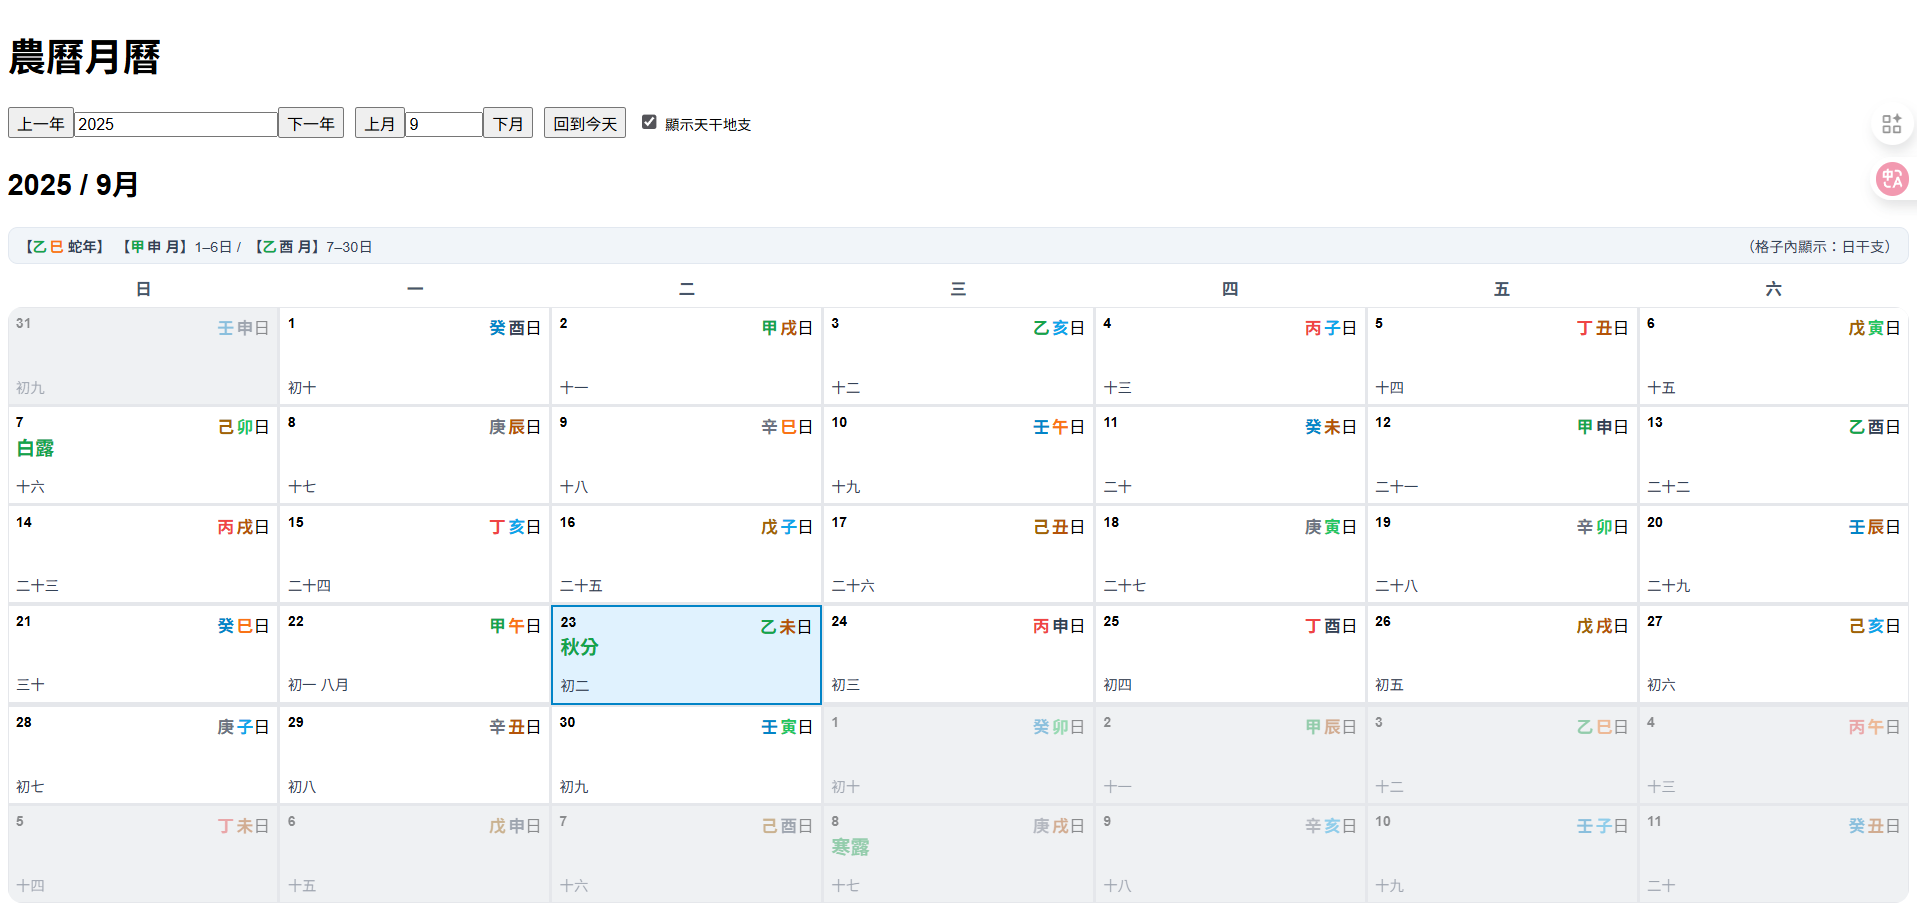 農曆月曆
上一年 2025 下一年 上月 9 下月 回到今天 顯示天干地支
2025 / 9月
【乙巳 蛇年】 【甲申 月】1–6日 / 【乙酉 月】7–30日 （格子內顯示：日干支）
日 一 二 三 四 五 六
31 壬申日 1 癸酉日 2 甲戌日 3 乙亥日 4 丙子日 5 丁丑日 6 戊寅日
初九 初十 十一 十二 十三 十四 十五
7 己卯日 8 庚辰日 9 辛巳日 10 壬午日 11 癸未日 12 甲申日 13 乙酉日
白露
十六 十七 十八 十九 二十 二十一 二十二
14 丙戌日 15 丁亥日 16 戊子日 17 己丑日 18 庚寅日 19 辛卯日 20 壬辰日
二十三 二十四 二十五 二十六 二十七 二十八 二十九
21 癸巳日 22 甲午日 23 乙未日 24 丙申日 25 丁酉日 26 戊戌日 27 己亥日
秋分
三十 初一 八月 初二 初三 初四 初五 初六
28 庚子日 29 辛丑日 30 壬寅日 1 癸卯日 2 甲辰日 3 乙巳日 4 丙午日
初七 初八 初九 初十 十一 十二 十三
5 丁未日 6 戊申日 7 己酉日 8 庚戌日 9 辛亥日 10 壬子日 11 癸丑日
寒露
十四 十五 十六 十七 十八 十九 二十